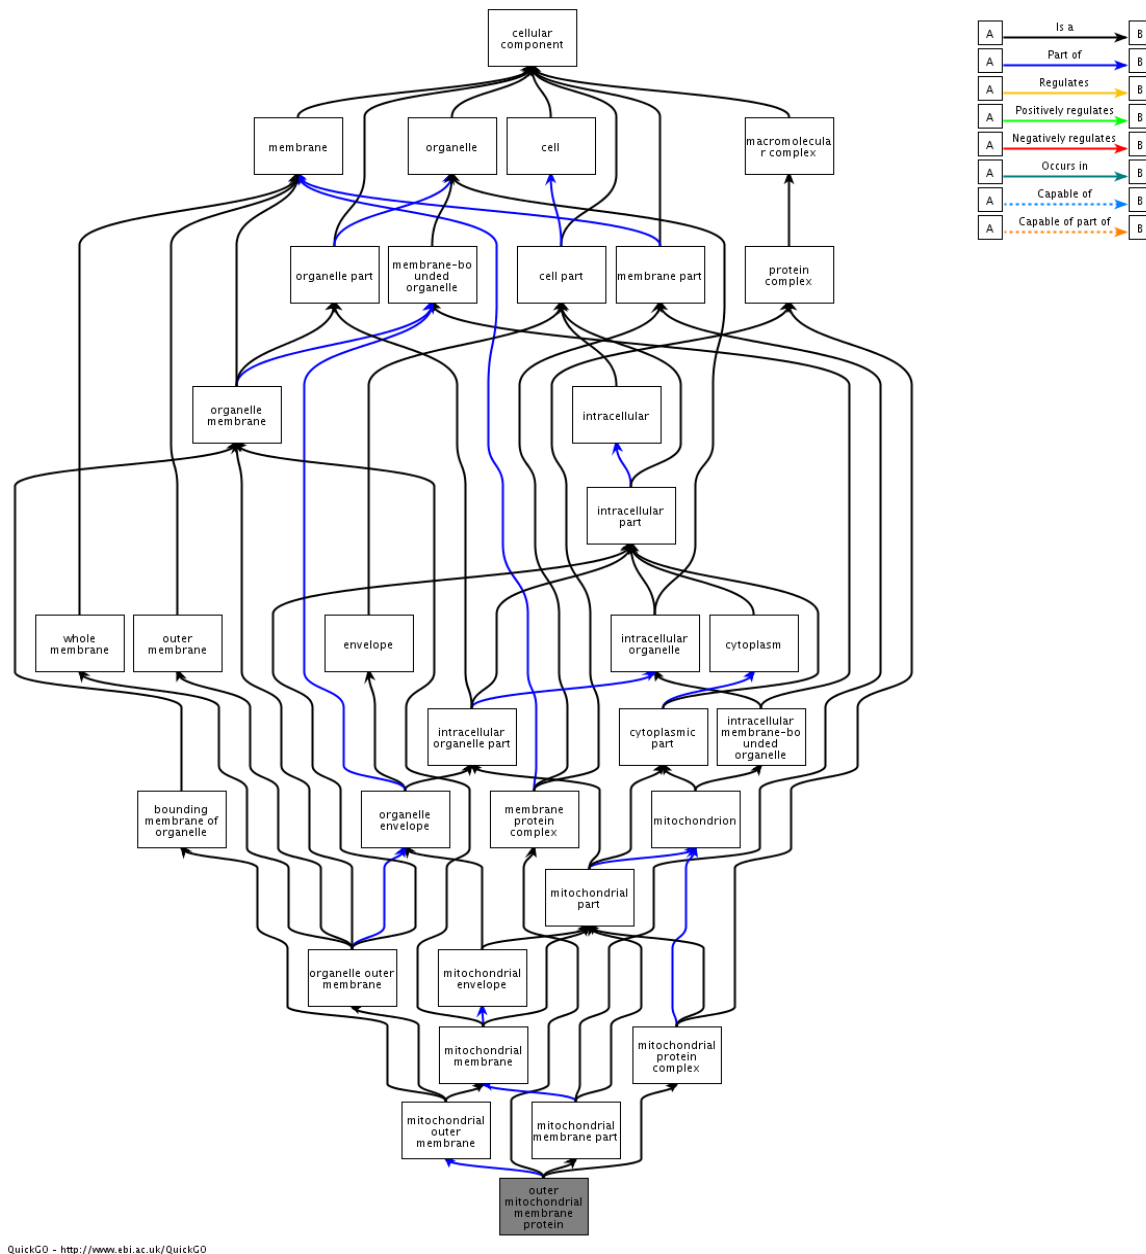 cellular
component
A
Is a
B
A
Part of
B
A
Regulates
B
A
Positively regulates
B
A
Negatively regulates
B
A
Occurs in
B
A
Capable of
B
A
Capable of part of
B
membrane
organelle
cell
macromolecula
r complex
organelle part
membrane-bo
unded
organelle
cell part
membrane part
protein
complex
organelle
membrane
intracellular
intracellular
part
whole
membrane
outer
membrane
envelope
intracellular
organelle
cytoplasm
intracellular
organelle part
cytoplasmic
part
intracellular
membrane-bo
unded
organelle
bounding
membrane of
organelle
organelle
envelope
membrane
protein
complex
mitochondrion
mitochondrial
part
organelle outer
membrane
mitochondrial
envelope
mitochondrial
membrane
mitochondrial
protein
complex
mitochondrial
outer
membrane
mitochondrial
membrane part
outer
mitochondrial
membrane
protein
QuickGO - http://www.ebi.ac.uk/QuickGO